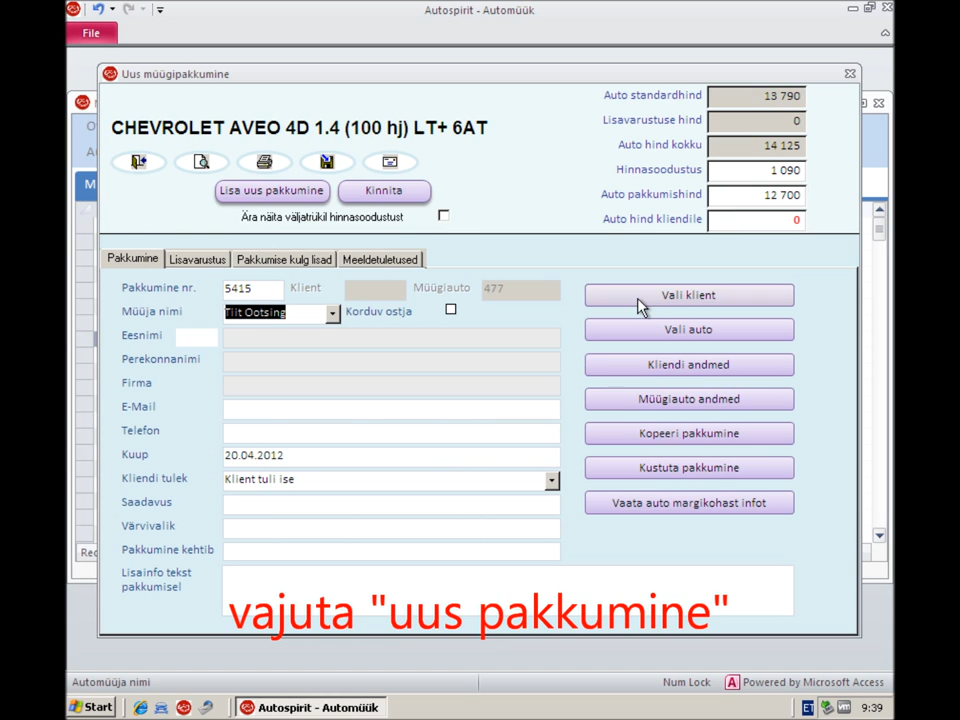 Autospirit - Automüük
File
Uus müügipakkumine
CHEVROLET AVEO 4D 1.4 (100 hj) LT+ 6AT
Auto standardhind 13 790
Lisavarustuse hind 0
Auto hind kokku 14 125
Hinnasoodustus 1 090
Auto pakkumishind 12 700
Auto hind kliendile 0
Lisa uus pakkumine Kinnita
Ära näita väljatrükil hinnasoodustust
Pakkumine Lisavarustus Pakkumise kulg lisad Meeldetuletused
Pakkumine nr. 5415 Klient Müügiauto 477
Müüja nimi Tiit Ootsing Korduv ostja
Eesnimi
Perekonnanimi
Firma
E-Mail
Telefon
Kuup 20.04.2012
Kliendi tulek Klient tuli ise
Saadavus
Värvivalik
Pakkumine kehtib
Lisainfo tekst
pakkumisel
Vali klient
Vali auto
Kliendi andmed
Müügiauto andmed
Kopeeri pakkumine
Kustuta pakkumine
Vaata auto margikohast infot
vajuta "uus pakkumine"
Rec
Automüüja nimi Num Lock Powered by Microsoft Access
Start Autospirit - Automüük ET 9:39